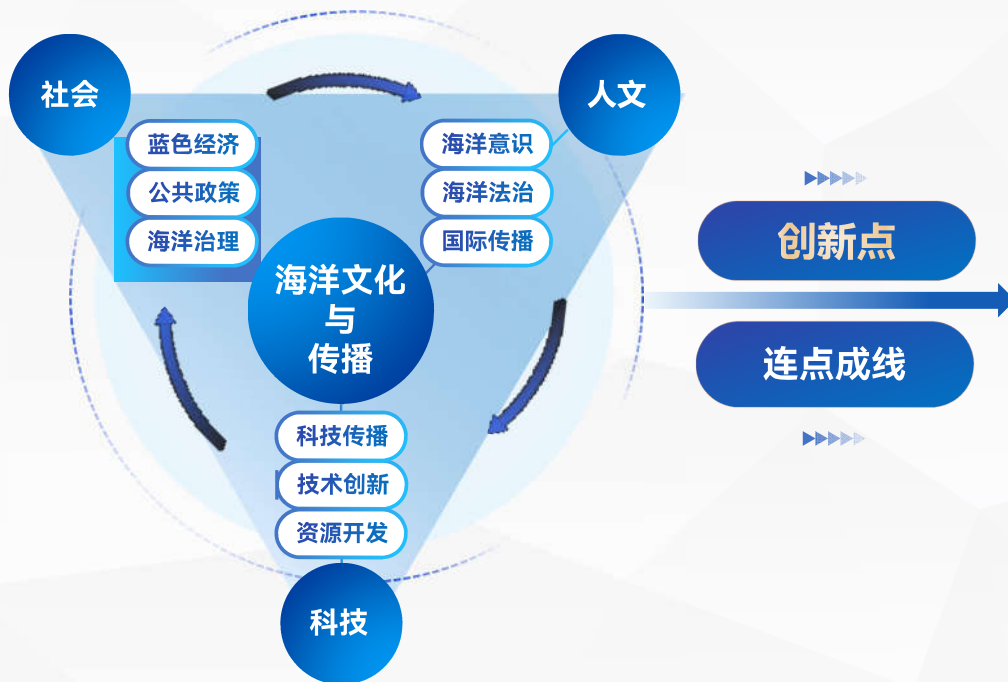 社会
人文
蓝色经济
公共政策
海洋治理
海洋意识
海洋法治
国际传播
海洋文化
与
传播
科技传播
技术创新
资源开发
科技
创新点
连点成线